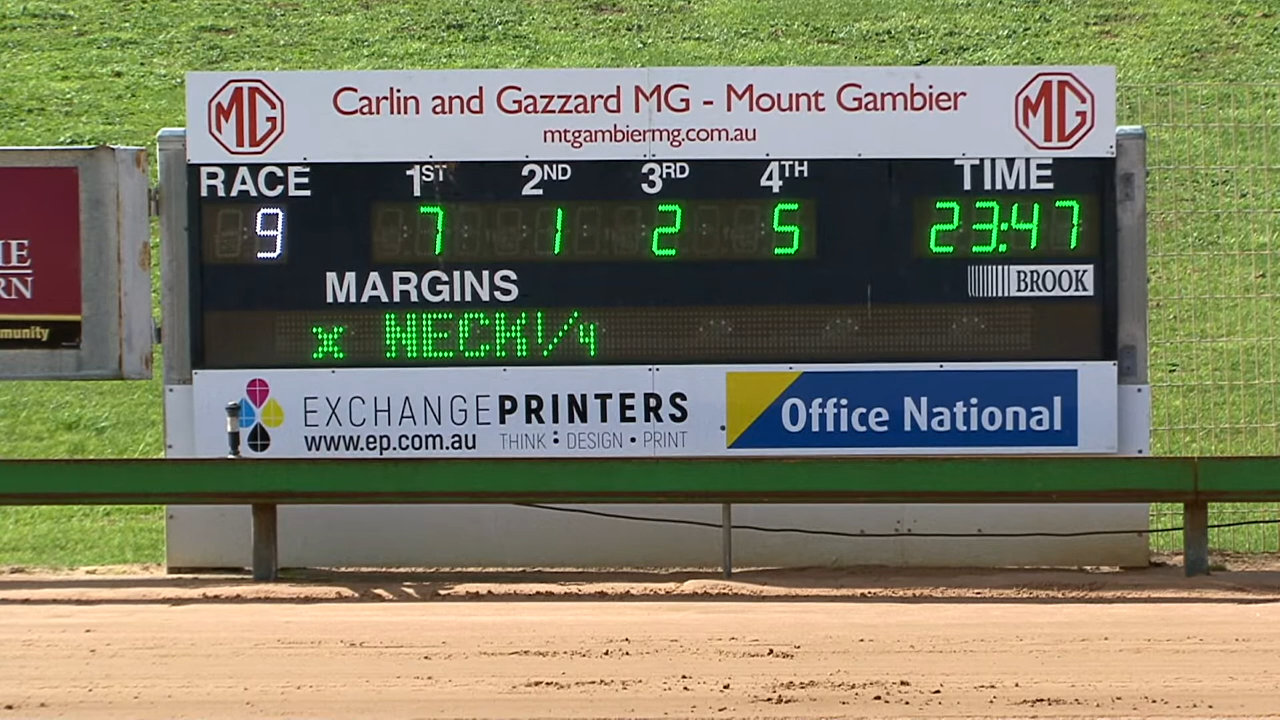 MG Carlin and Gazzard MG - Mount Gambier MG
mtgambiermg.com.au
RACE 1ST 2ND 3RD 4TH TIME
9 7 1 2 5 23:47
MARGINS
BROOK
x NECK 1/4
EXCHANGEPRINTERS
www.ep.com.au THINK : DESIGN • PRINT
Office National
IE
RN
munity